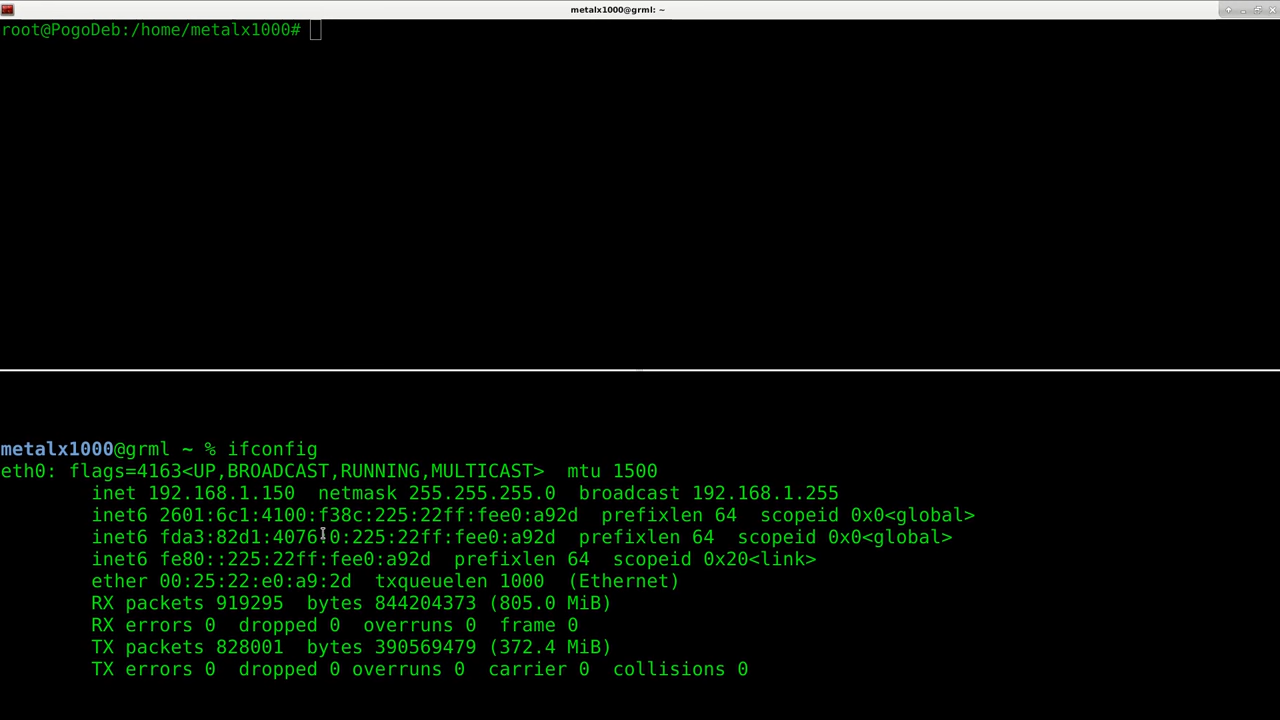 metalx1000@grml: ~
root@PogoDeb:/home/metalx1000#
metalx1000@grml ~ % ifconfig
eth0: flags=4163<UP,BROADCAST,RUNNING,MULTICAST>  mtu 1500
        inet 192.168.1.150  netmask 255.255.255.0  broadcast 192.168.1.255
        inet6 2601:6c1:4100:f38c:225:22ff:fee0:a92d  prefixlen 64  scopeid 0x0<global>
        inet6 fda3:82d1:4076:0:225:22ff:fee0:a92d  prefixlen 64  scopeid 0x0<global>
        inet6 fe80::225:22ff:fee0:a92d  prefixlen 64  scopeid 0x20<link>
        ether 00:25:22:e0:a9:2d  txqueuelen 1000  (Ethernet)
        RX packets 919295  bytes 844204373 (805.0 MiB)
        RX errors 0  dropped 0  overruns 0  frame 0
        TX packets 828001  bytes 390569479 (372.4 MiB)
        TX errors 0  dropped 0 overruns 0  carrier 0  collisions 0